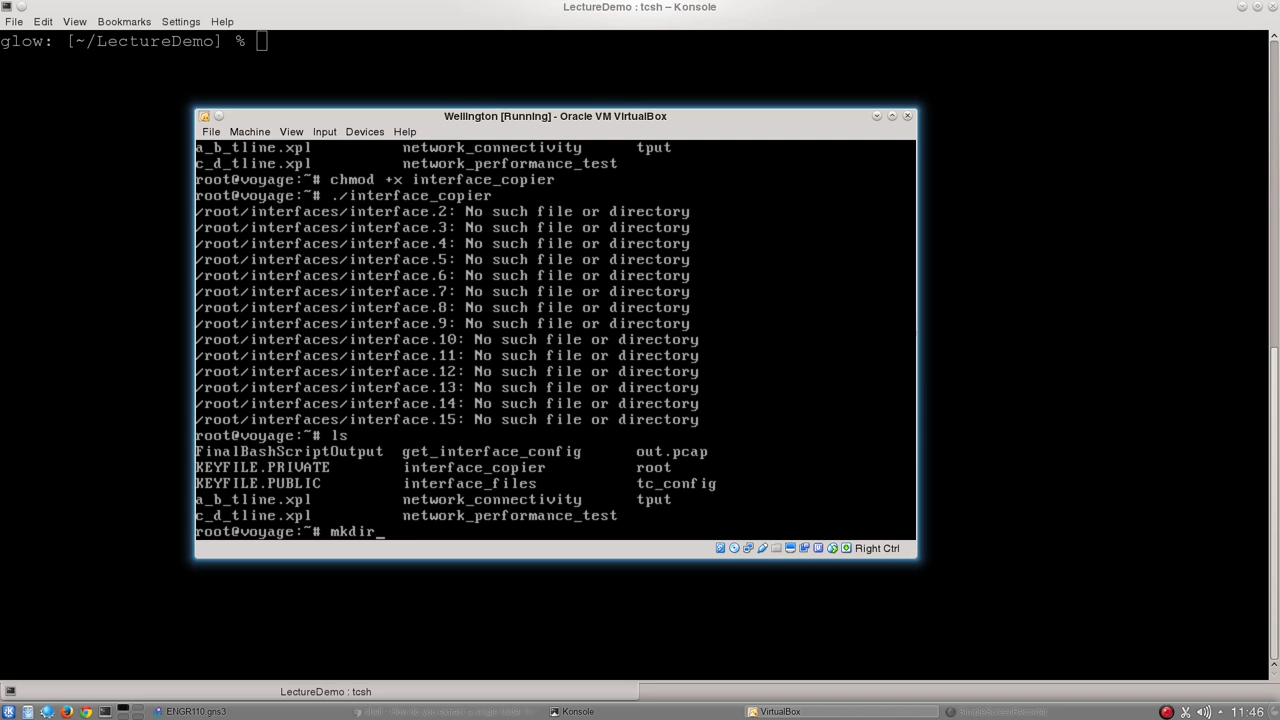 LectureDemo : tcsh – Konsole
File Edit View Bookmarks Settings Help
glow: [~/LectureDemo] %
Wellington [Running] - Oracle VM VirtualBox
File Machine View Input Devices Help
a_b_tline.xpl network_connectivity tput
c_d_tline.xpl network_performance_test
root@voyage:~# chmod +x interface_copier
root@voyage:~# ./interface_copier
/root/interfaces/interface.2: No such file or directory
/root/interfaces/interface.3: No such file or directory
/root/interfaces/interface.4: No such file or directory
/root/interfaces/interface.5: No such file or directory
/root/interfaces/interface.6: No such file or directory
/root/interfaces/interface.7: No such file or directory
/root/interfaces/interface.8: No such file or directory
/root/interfaces/interface.9: No such file or directory
/root/interfaces/interface.10: No such file or directory
/root/interfaces/interface.11: No such file or directory
/root/interfaces/interface.12: No such file or directory
/root/interfaces/interface.13: No such file or directory
/root/interfaces/interface.14: No such file or directory
/root/interfaces/interface.15: No such file or directory
root@voyage:~# ls
FinalBashScriptOutput get_interface_config out.pcap
KEYFILE.PRIVATE interface_copier root
KEYFILE.PUBLIC interface_files tc_config
a_b_tline.xpl network_connectivity tput
c_d_tline.xpl network_performance_test
root@voyage:~# mkdir_
Right Ctrl
LectureDemo : tcsh
ENGR110.gns3 Konsole VirtualBox SimpleScreenRecorder 11:46